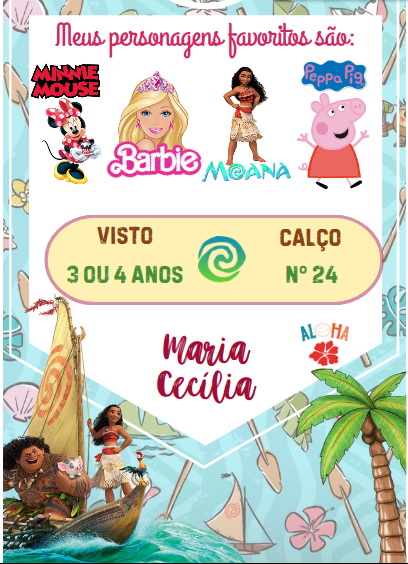 Meus personagens favoritos são:
MINNIE
MOUSE
Barbie
MOANA
Peppa Pig
VISTO
3 OU 4 ANOS
CALÇO
Nº 24
ALOHA
Maria
Cecília